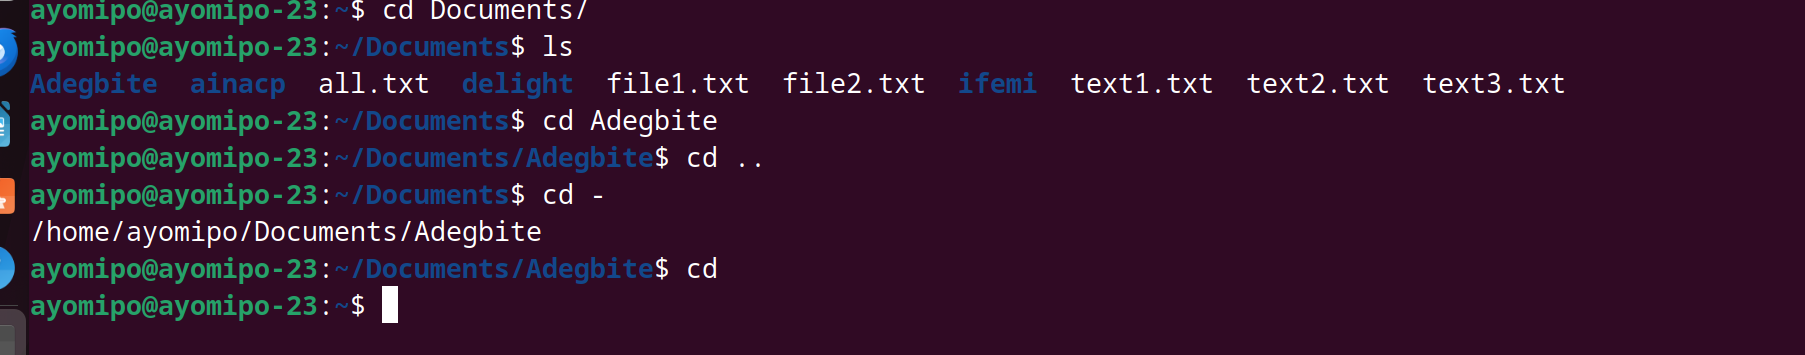 ayomipo@ayomipo-23:~$ cd Documents/
ayomipo@ayomipo-23:~/Documents$ ls
Adegbite  ainacp  all.txt  delight  file1.txt  file2.txt  ifemi  text1.txt  text2.txt  text3.txt
ayomipo@ayomipo-23:~/Documents$ cd Adegbite
ayomipo@ayomipo-23:~/Documents/Adegbite$ cd ..
ayomipo@ayomipo-23:~/Documents$ cd -
/home/ayomipo/Documents/Adegbite
ayomipo@ayomipo-23:~/Documents/Adegbite$ cd
ayomipo@ayomipo-23:~$